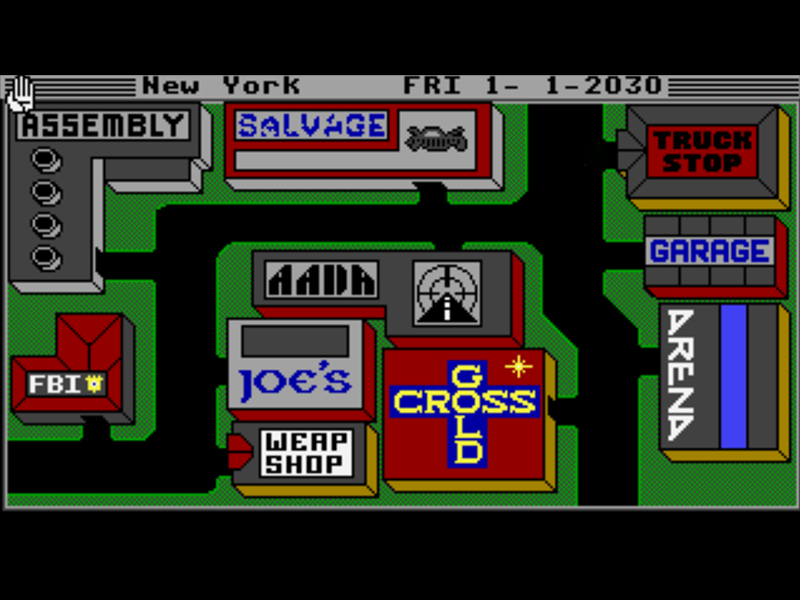 New York FRI 1- 1-2030
ASSEMBLY
SALVAGE
TRUCK
STOP
GARAGE
AADA
ARENA
JOE'S
FBI
GOLD
CROSS
WEAP
SHOP